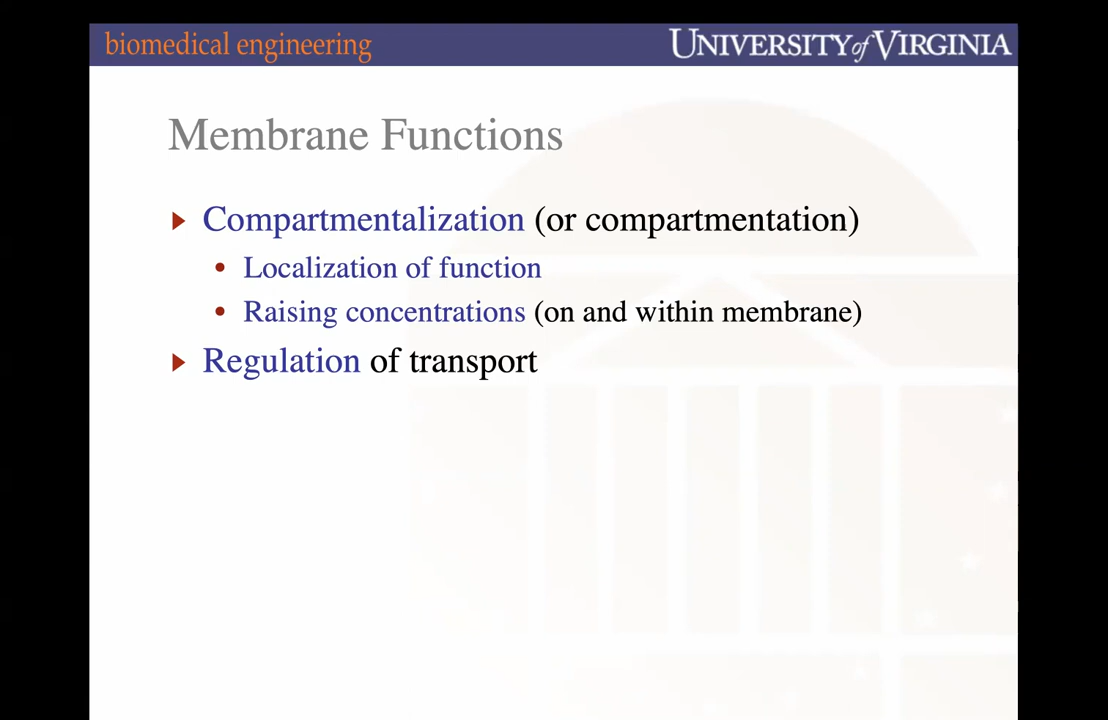 biomedical engineering
UNIVERSITY of VIRGINIA
Membrane Functions
Compartmentalization (or compartmentation)
Localization of function
Raising concentrations (on and within membrane)
Regulation of transport